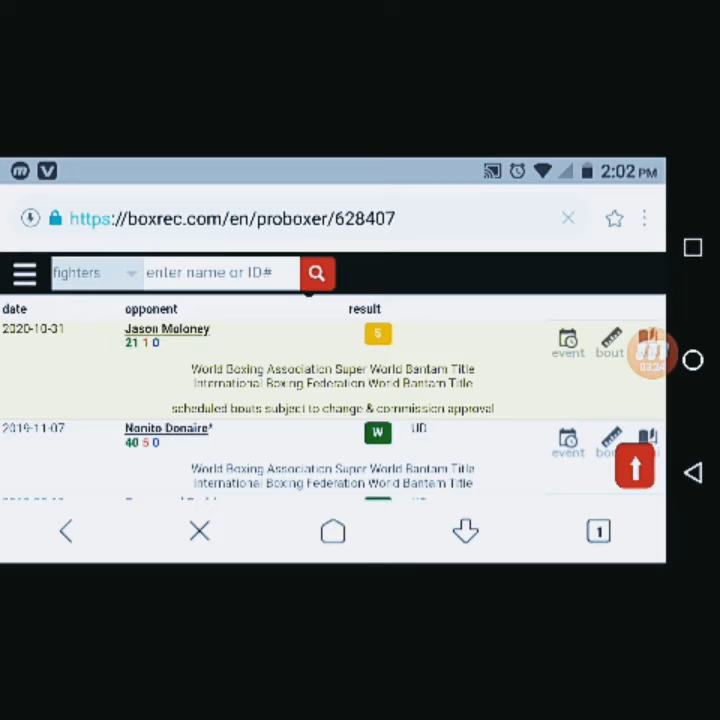 m V 2:02 PM
https://boxrec.com/en/proboxer/628407
fighters enter name or ID#
date opponent result
2020-10-31 Jason Moloney S
21 1 0
event bout
03:24
World Boxing Association Super World Bantam Title
International Boxing Federation World Bantam Title
scheduled bouts subject to change & commission approval
2019-11-07 Nonito Donaire* W UD
40 5 0
event
World Boxing Association Super World Bantam Title
International Boxing Federation World Bantam Title
1